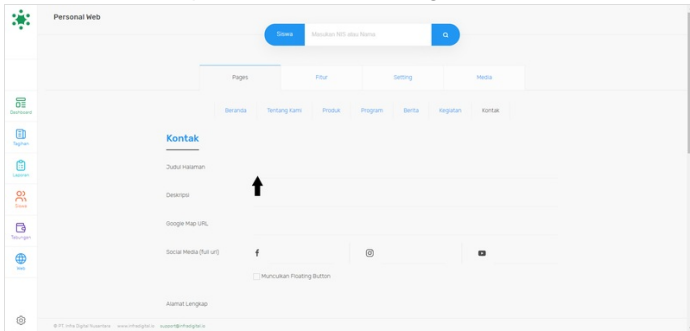 Personal Web
Siswa Masukan NIS atau Nama
Pages Fitur Setting Media
Beranda Tentang Kami Produk Program Berita Kegiatan Kontak
Dashboard
Tagihan
Laporan
Siswa
Tabungan
Web
Kontak
Judul Halaman
Deskripsi
Google Map URL
Social Media (full url)
Munculkan Floating Button
Alamat Lengkap
© PT. Infra Digital Nusantara www.infradigital.io support@infradigital.io